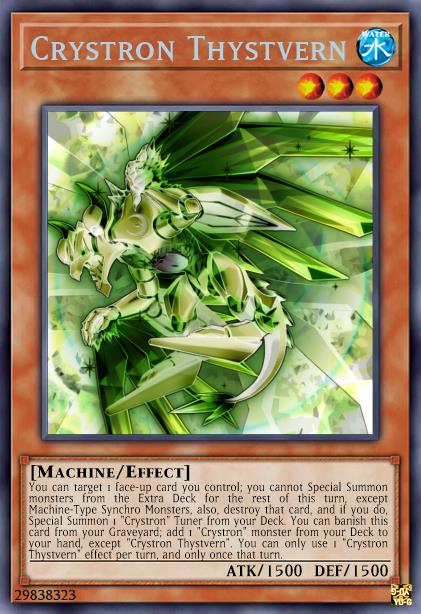 CRYSTRON THYSTVERN
WATER
水
[MACHINE/EFFECT]
You can target 1 face-up card you control; you cannot Special Summon
monsters from the Extra Deck for the rest of this turn, except
Machine-Type Synchro Monsters, also, destroy that card, and if you do,
Special Summon 1 "Crystron" Tuner from your Deck. You can banish this
card from your Graveyard; add 1 "Crystron" monster from your Deck to
your hand, except "Crystron Thystvern". You can only use 1 "Crystron
Thystvern" effect per turn, and only once that turn.
ATK/1500 DEF/1500
29838323